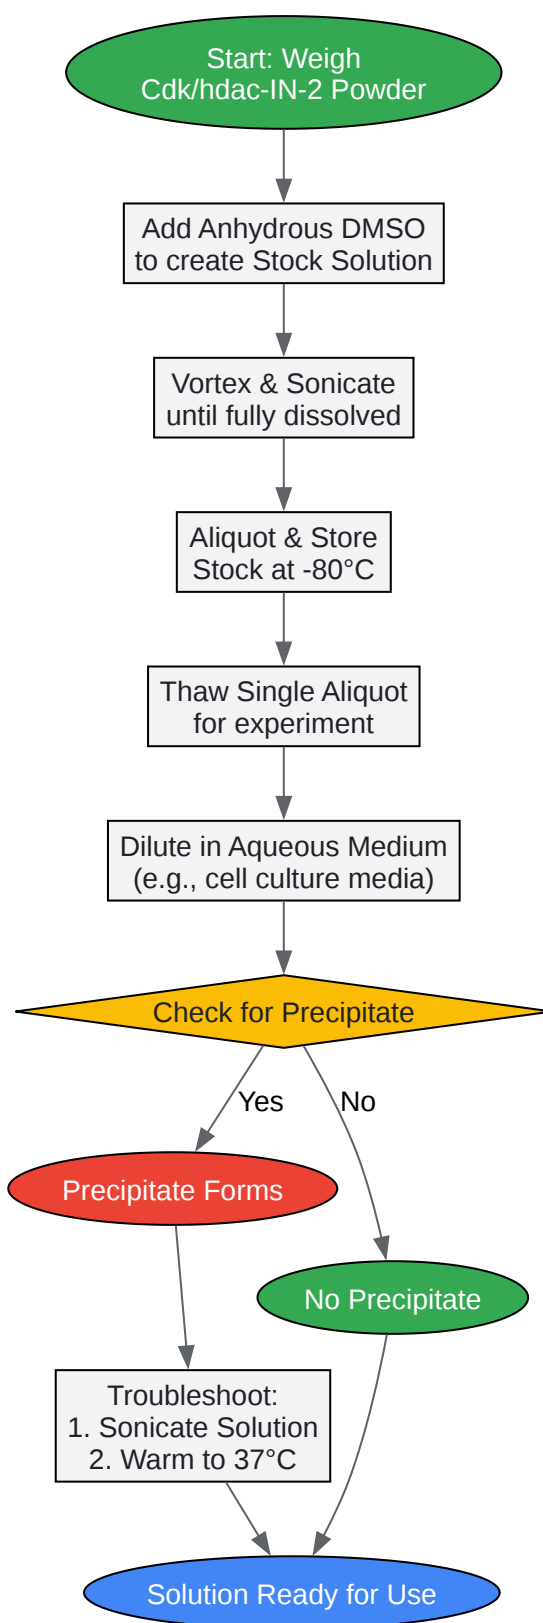 Start: Weigh
Cdk/hdac-IN-2 Powder
Add Anhydrous DMSO
to create Stock Solution
Vortex & Sonicate
until fully dissolved
Aliquot & Store
Stock at -80°C
Thaw Single Aliquot
for experiment
Dilute in Aqueous Medium
(e.g., cell culture media)
Check for Precipitate
Yes
No
Precipitate Forms
No Precipitate
Troubleshoot:
1. Sonicate Solution
2. Warm to 37°C
Solution Ready for Use